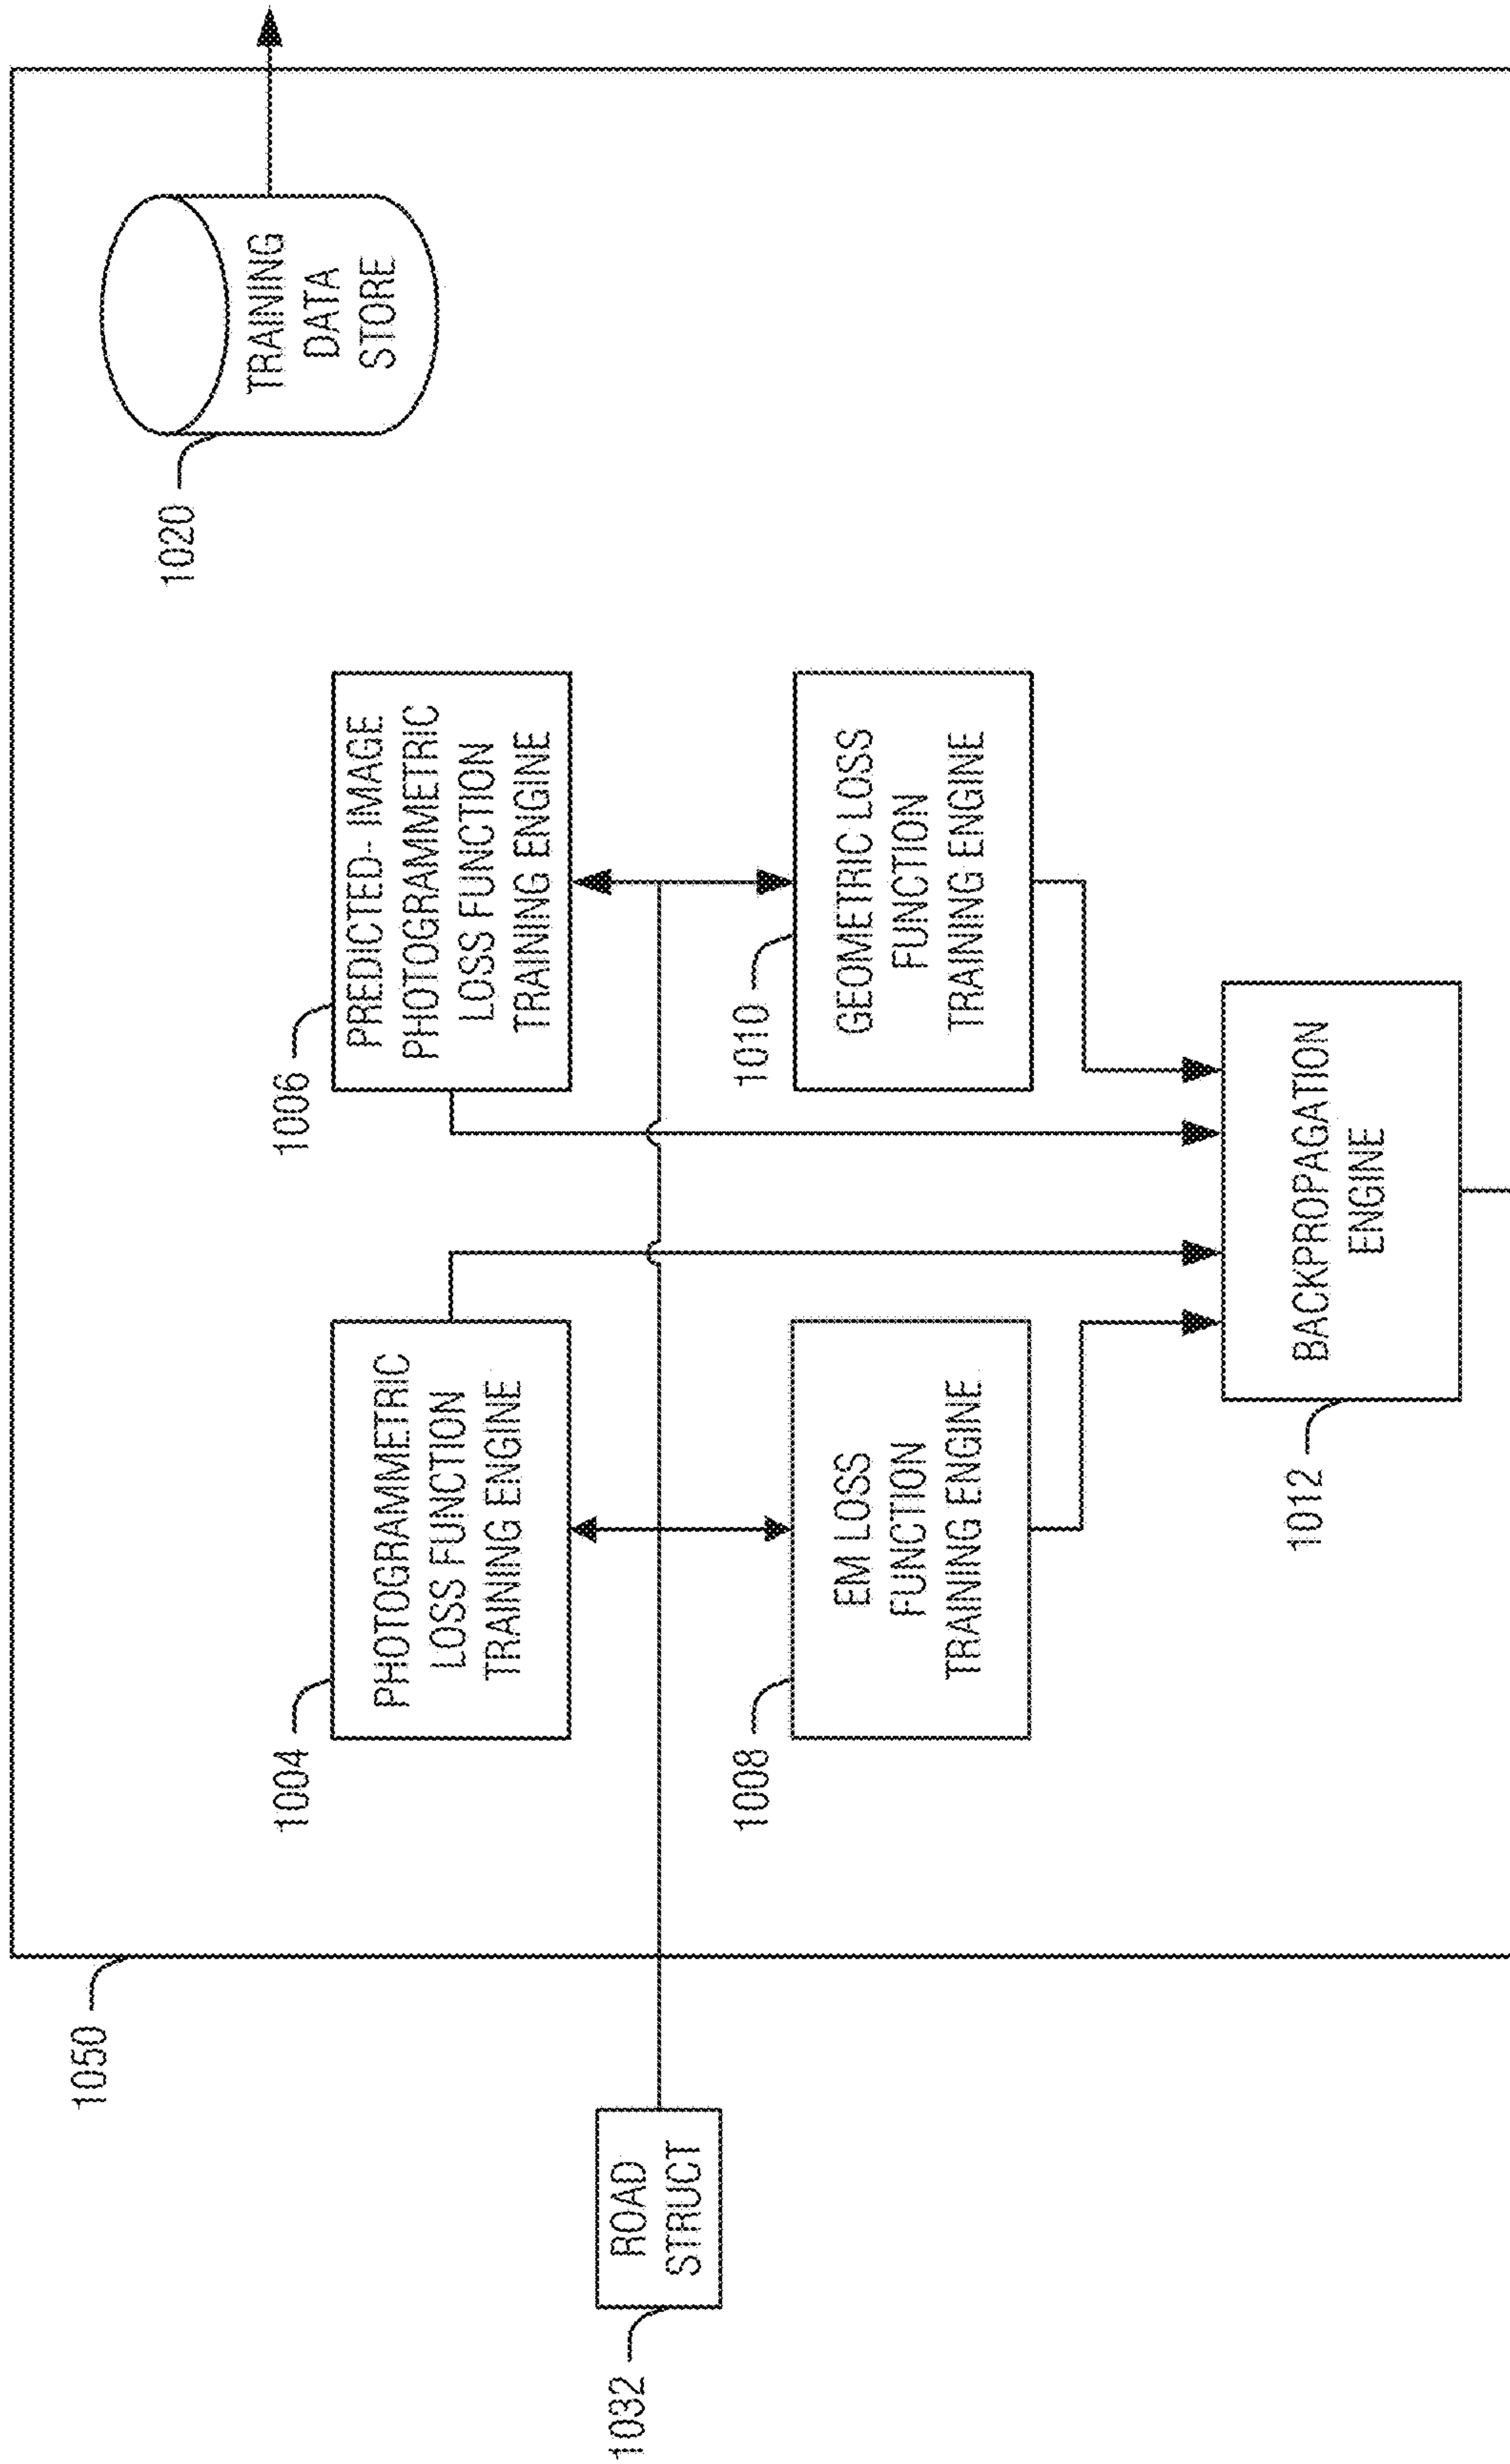 1050
1020
TRAINING
DATA
STORE
1004
PHOTOGRAMMETRIC
LOSS FUNCTION
TRAINING ENGINE
1006
PREDICTED- IMAGE
PHOTOGRAMMETRIC
LOSS FUNCTION
TRAINING ENGINE
1032
ROAD
STRUCT
1008
EM LOSS
FUNCTION
TRAINING ENGINE
1010
GEOMETRIC LOSS
FUNCTION
TRAINING ENGINE
1012
BACKPROPAGATION
ENGINE